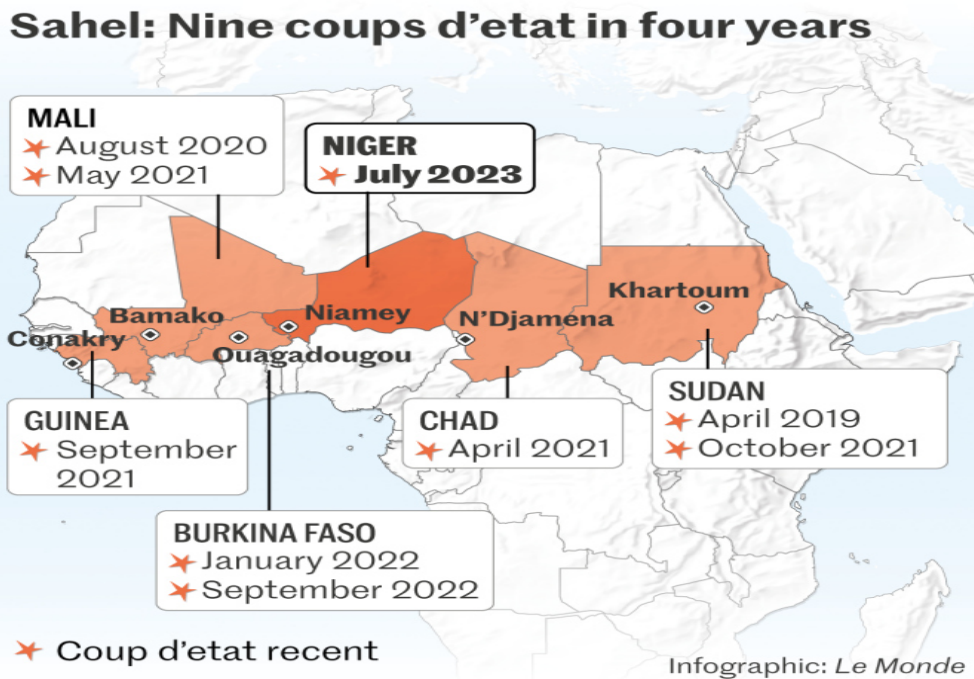 Sahel: Nine coups d’etat in four years
MALI
August 2020
May 2021
NIGER
July 2023
Khartoum
Bamako
Niamey
N’Djamena
Conakry
Ouagadougou
GUINEA
September
2021
CHAD
April 2021
SUDAN
April 2019
October 2021
BURKINA FASO
January 2022
September 2022
Coup d’etat recent
Infographic: Le Monde